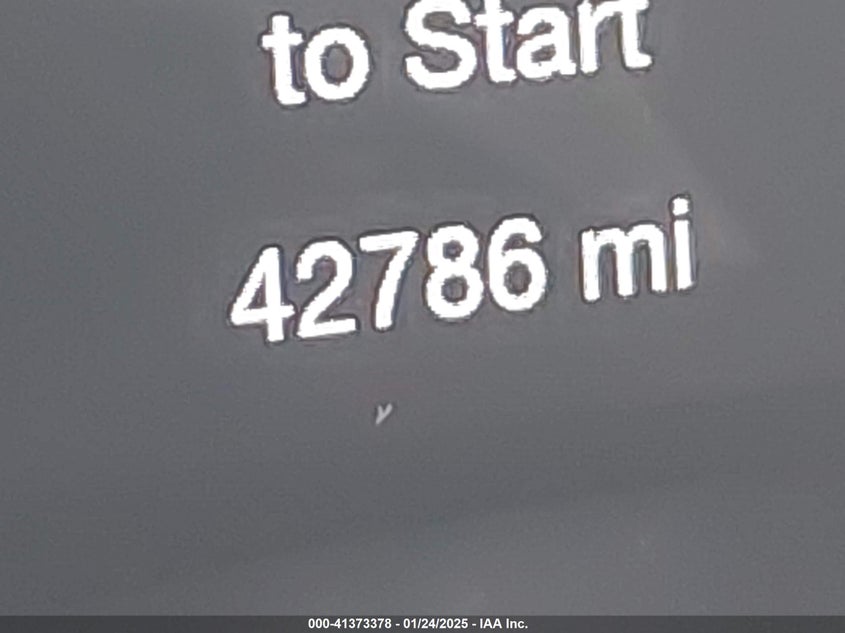 to Start
42786 mi
000-41373378 - 01/24/2025 - IAA Inc.